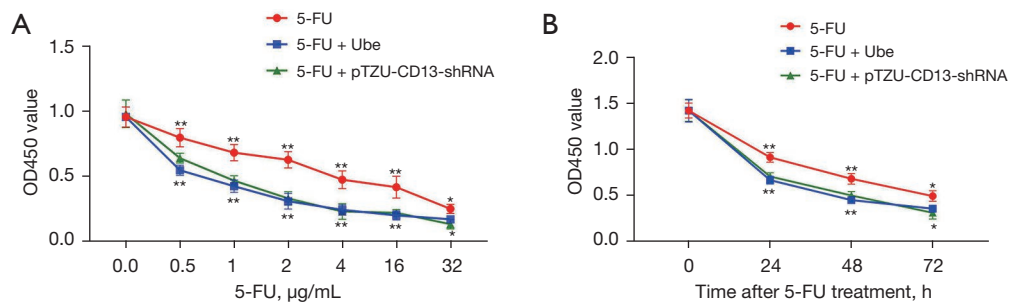 A
5-FU
5-FU + Ube
5-FU + pTZU-CD13-shRNA
OD450 value
1.5
1.0
0.5
0.0
** ** ** ** ** *
** ** ** ** ** *
0.0 0.5 1 2 4 16 32
5-FU, µg/mL
B
5-FU
5-FU + Ube
5-FU + pTZU-CD13-shRNA
OD450 value
2.0
1.5
1.0
0.5
0.0
** ** *
** ** *
0 24 48 72
Time after 5-FU treatment, h